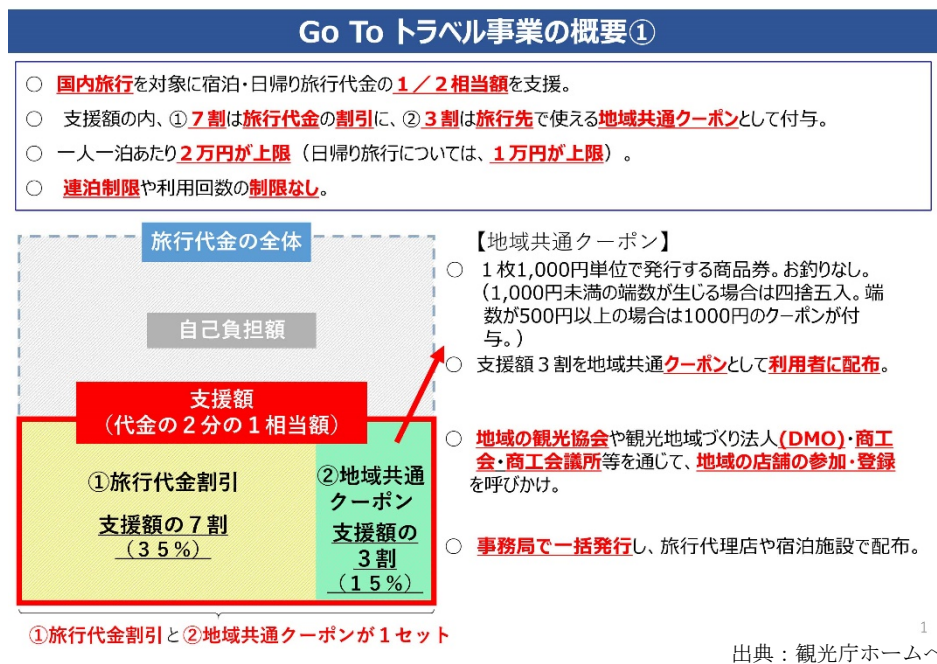 Go To トラベル事業の概要①
○ 国内旅行を対象に宿泊・日帰り旅行代金の１／２相当額を支援。
○ 支援額の内、①７割は旅行代金の割引に、②３割は旅行先で使える地域共通クーポンとして付与。
○ 一人一泊あたり２万円が上限（日帰り旅行については、１万円が上限）。
○ 連泊制限や利用回数の制限なし。
旅行代金の全体
自己負担額
支援額
（代金の２分の１相当額）
①旅行代金割引
支援額の７割
（３５％）
②地域共通
クーポン
支援額の
３割
（１５％）
①旅行代金割引と②地域共通クーポンが１セット
【地域共通クーポン】
○ １枚1,000円単位で発行する商品券。お釣りなし。
（1,000円未満の端数が生じる場合は四捨五入。端
数が500円以上の場合は1000円のクーポンが付
与。）
○ 支援額３割を地域共通クーポンとして利用者に配布。
○ 地域の観光協会や観光地域づくり法人(DMO)・商工
会・商工会議所等を通じて、地域の店舗の参加・登録
を呼びかけ。
○ 事務局で一括発行し、旅行代理店や宿泊施設で配布。
1
出典：観光庁ホーム